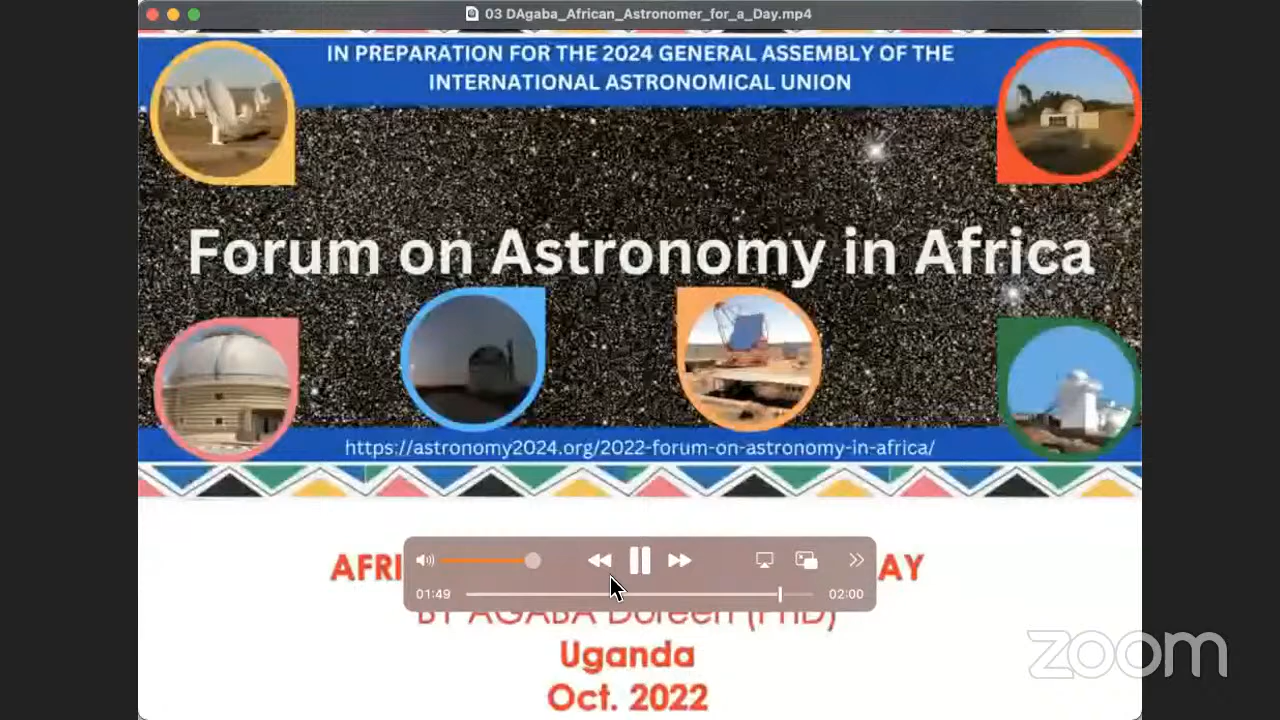 03 DAgaba_African_Astronomer_for_a_Day.mp4
IN PREPARATION FOR THE 2024 GENERAL ASSEMBLY OF THE
INTERNATIONAL ASTRONOMICAL UNION
Forum on Astronomy in Africa
https://astronomy2024.org/2022-forum-on-astronomy-in-africa/
01:49
02:00
BY AGABA Doreen (PhD)
Uganda
Oct. 2022
zoom